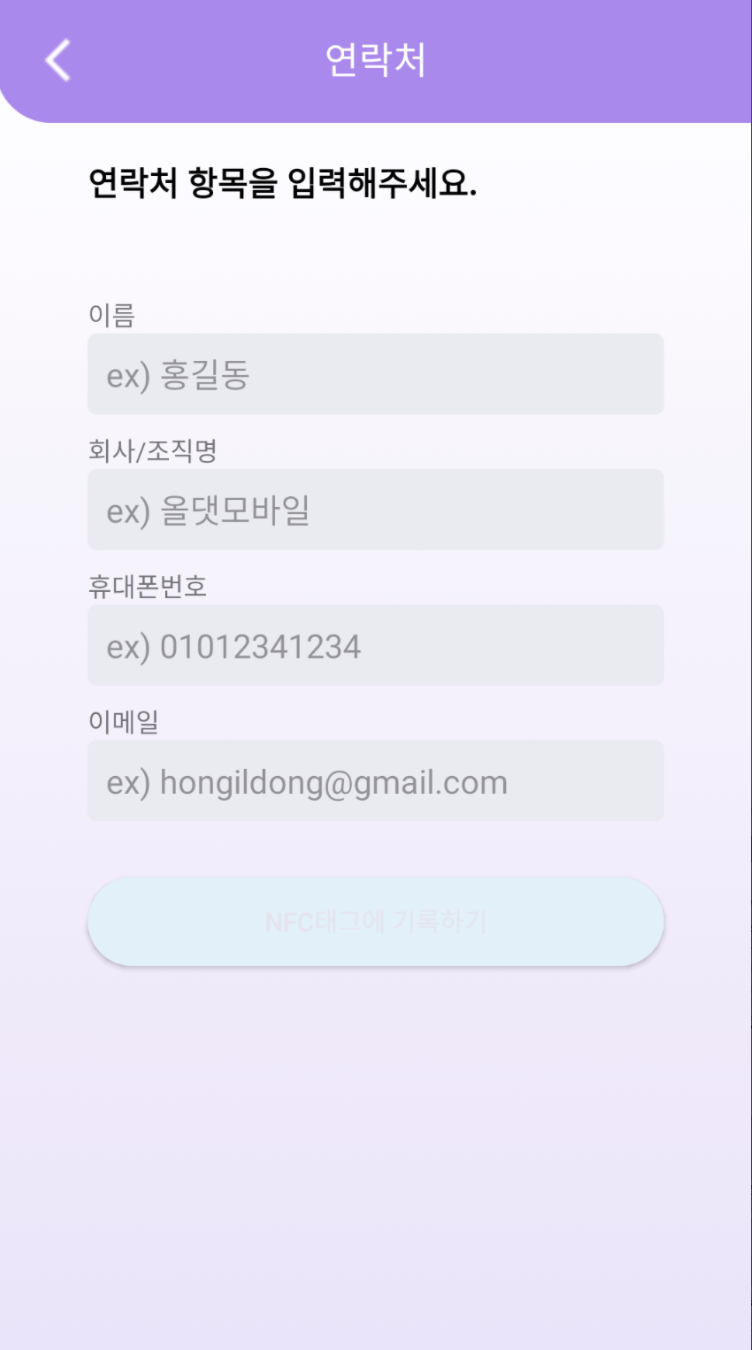 연락처
연락처 항목을 입력해주세요.
이름
ex) 홍길동
회사/조직명
ex) 올댓모바일
휴대폰번호
ex) 01012341234
이메일
ex) hongildong@gmail.com
NFC태그에 기록하기